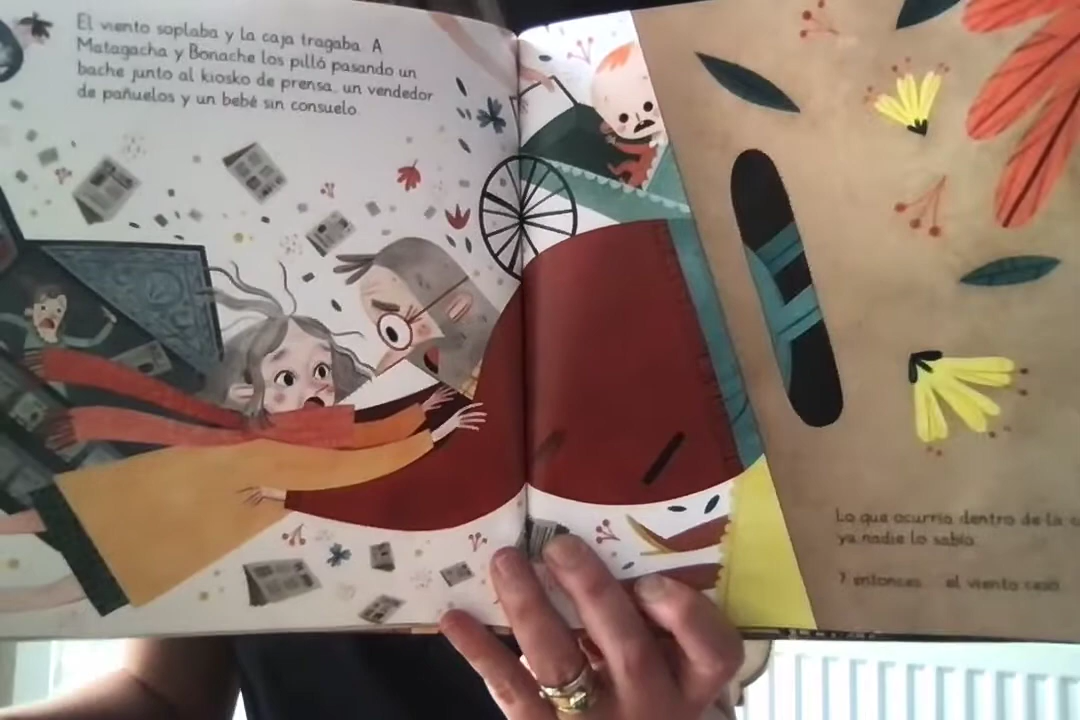 El viento soplaba y la caja tragaba. A
Matagacha y Bonache los pilló pasando un
bache junto al kiosko de prensa, un vendedor
de pañuelos y un bebé sin consuelo.
Lo que ocurría dentro de la
ya nadie lo sabía.
Y entonces... el viento cesó.